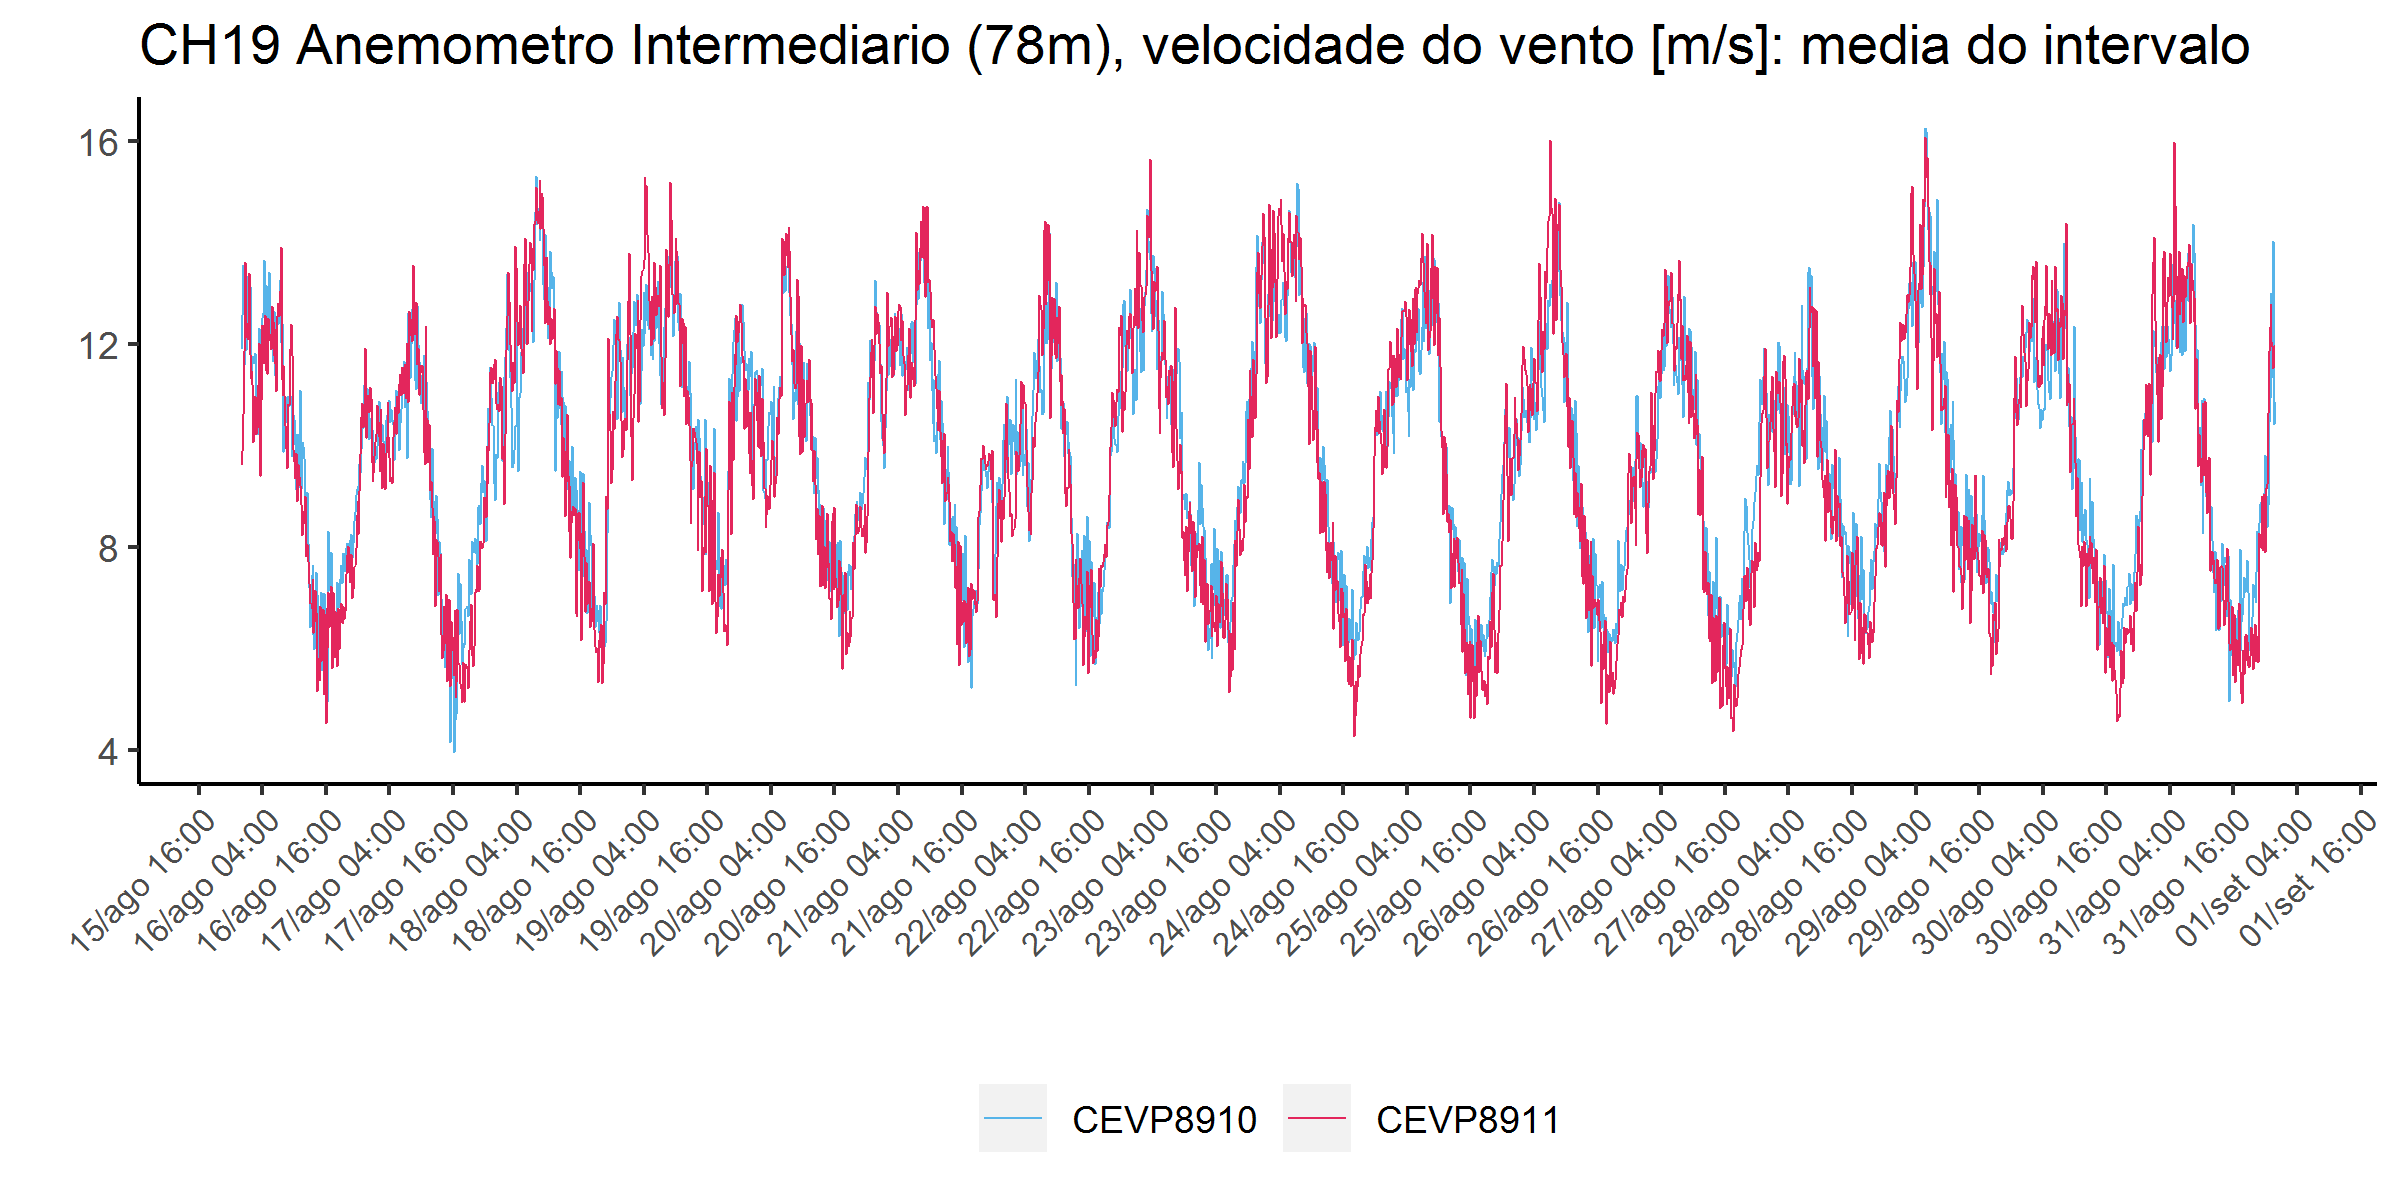 CH19 Anemometro Intermediario (78m), velocidade do vento [m/s]: media do intervalo
16
12
8
4
15/ago 16:00
16/ago 04:00
16/ago 16:00
17/ago 04:00
17/ago 16:00
18/ago 04:00
18/ago 16:00
19/ago 04:00
19/ago 16:00
20/ago 04:00
20/ago 16:00
21/ago 04:00
21/ago 16:00
22/ago 04:00
22/ago 16:00
23/ago 04:00
23/ago 16:00
24/ago 04:00
24/ago 16:00
25/ago 04:00
25/ago 16:00
26/ago 04:00
26/ago 16:00
27/ago 04:00
27/ago 16:00
28/ago 04:00
28/ago 16:00
29/ago 04:00
29/ago 16:00
30/ago 04:00
30/ago 16:00
31/ago 04:00
31/ago 16:00
01/set 04:00
01/set 16:00
CEVP8910
CEVP8911